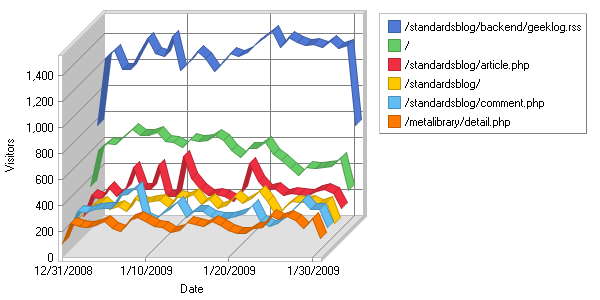 /standardsblog/backend/geeklog.rss
/
/standardsblog/article.php
/standardsblog/
/standardsblog/comment.php
/metalibrary/detail.php
Visitors
1,400
1,200
1,000
800
600
400
200
0
12/31/2008 1/10/2009 1/20/2009 1/30/2009
Date